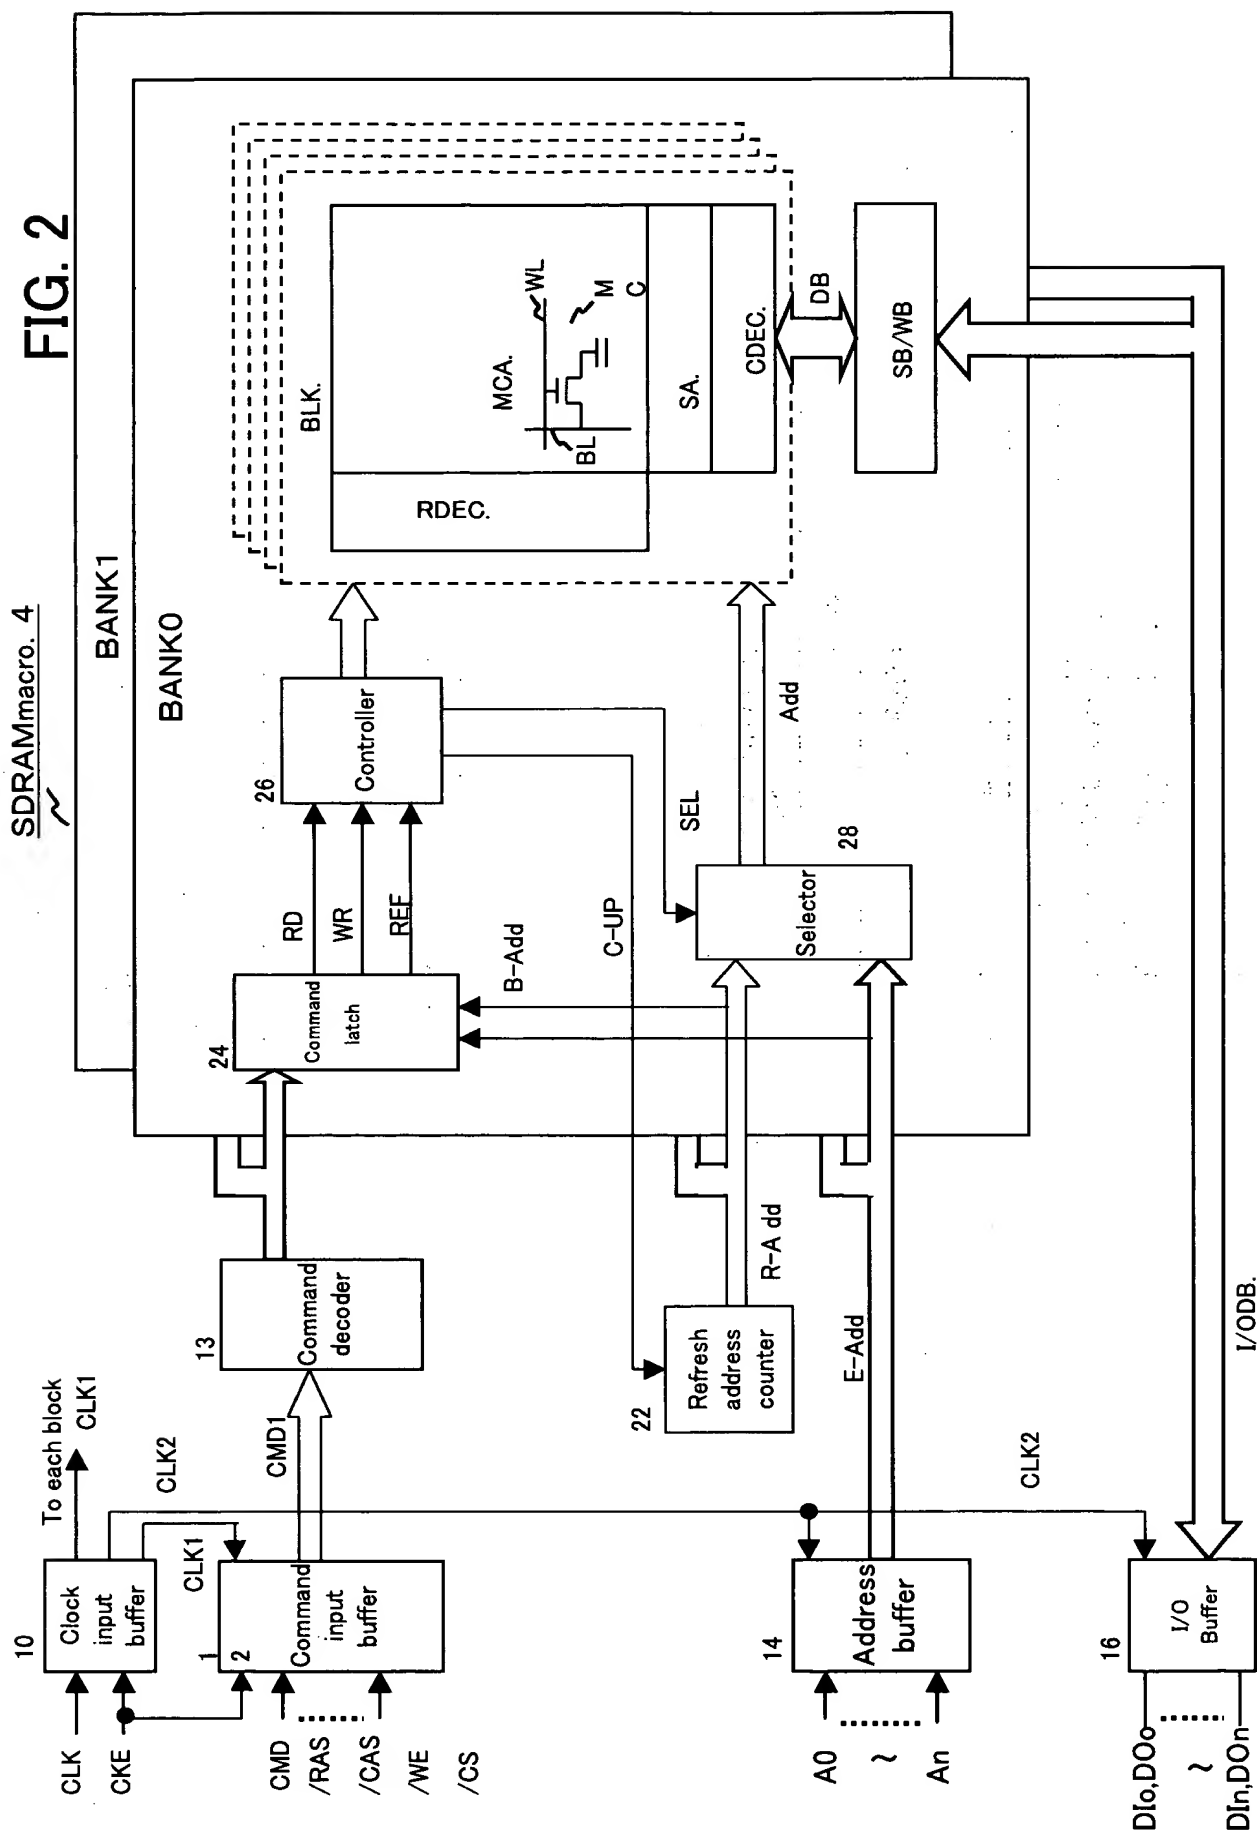 FIG. 2
SDRAMmacro. 4
BANK1
BANK0
CLK
CKE
10
Clock
input
buffer
To each block
CLK1
CLK2
CLK1
1
2
Command
input
buffer
CMD
/RAS
/CAS
/WE
/CS
CMD1
13
Command
decoder
24
Command
latch
RD
WR
REF
26
Controller
B-Add
C-UP
SEL
22
Refresh
address
counter
R-A dd
28
Selector
Add
E-Add
14
Address
buffer
A0
~
An
CLK2
16
I/O
Buffer
DIo,DOo
~
DIn,DOn
I/ODB.
BLK.
RDEC.
MCA.
WL
BL
M
C
SA.
CDEC.
DB
SB/WB